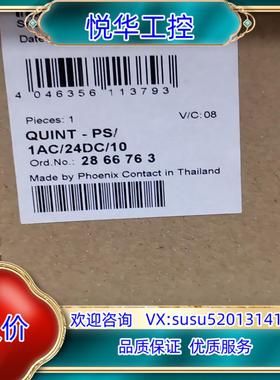 悦华工控
Date
4 046356 113793
Pieces: 1
V/C: 08
QUINT - PS/
1AC/24DC/10
Ord.No.: 28 66 76 3
Made by Phoenix Contact in Thailand
价
欢迎咨询 VX:susu52013141
品质保证 优质服务